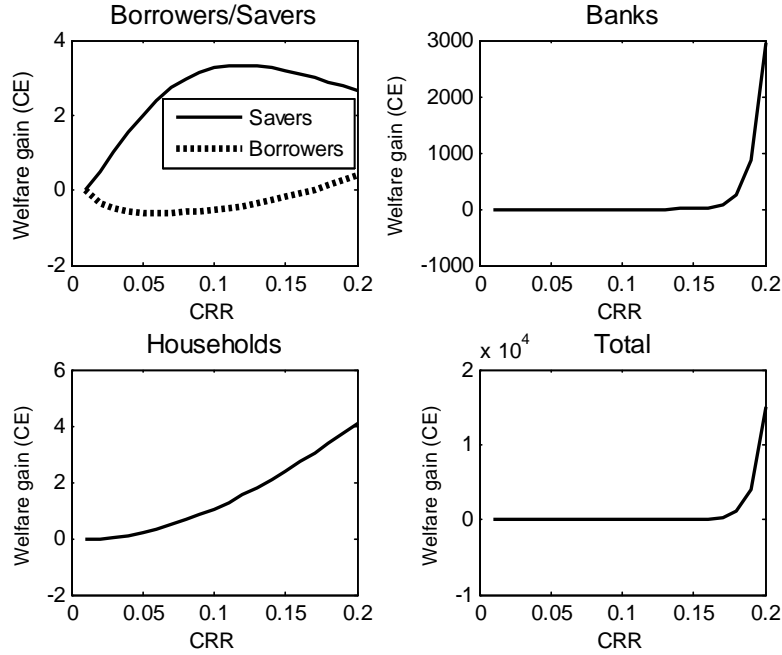 Borrowers/Savers
Welfare gain (CE)
4
2
0
-2
0 0.05 0.1 0.15 0.2
CRR
Savers
Borrowers
Banks
Welfare gain (CE)
3000
2000
1000
0
-1000
0 0.05 0.1 0.15 0.2
CRR
Households
Welfare gain (CE)
6
4
2
0
-2
0 0.05 0.1 0.15 0.2
CRR
Total
x 10^4
Welfare gain (CE)
2
1
0
-1
0 0.05 0.1 0.15 0.2
CRR